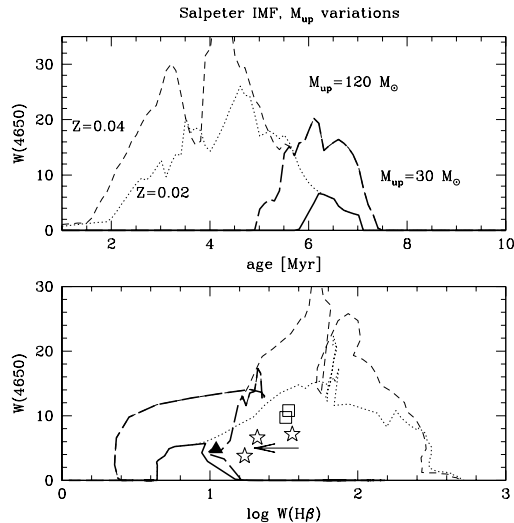 Salpeter IMF, M_up variations
30
20
10
0
W(4650)
Z=0.04
Z=0.02
M_up=120 M_⊙
M_up=30 M_⊙
2 4 6 8 10
age [Myr]
30
20
10
0
W(4650)
0 1 2 3
log W(Hβ)